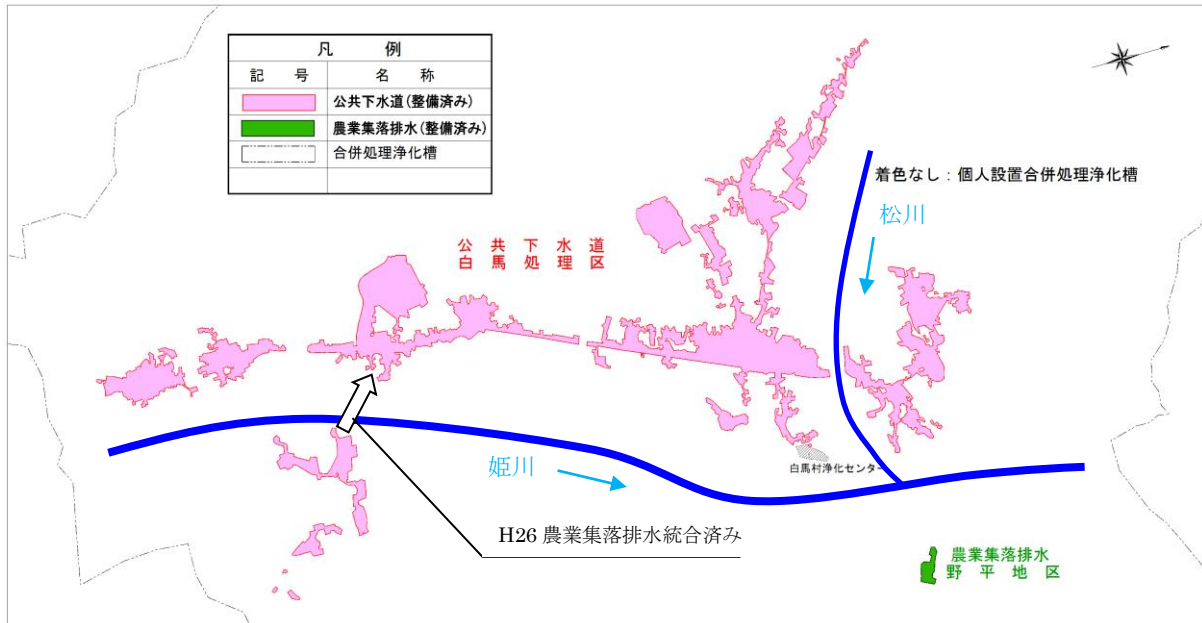 凡 例
記 号 名 称
公共下水道(整備済み)
農業集落排水(整備済み)
合併処理浄化槽
着色なし：個人設置合併処理浄化槽
松川
公共下水道
白馬処理区
白馬村浄化センター
姫川
H26 農業集落排水統合済み
農業集落排水
野平地区